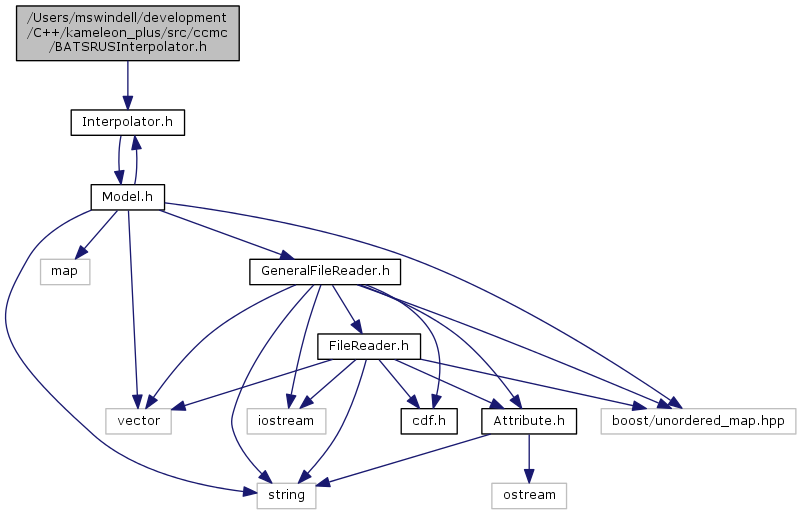 /Users/mswindell/development
/C++/kameleon_plus/src/ccmc
/BATSRUSInterpolator.h
Interpolator.h
Model.h
map
GeneralFileReader.h
FileReader.h
vector
iostream
cdf.h
Attribute.h
boost/unordered_map.hpp
string
ostream